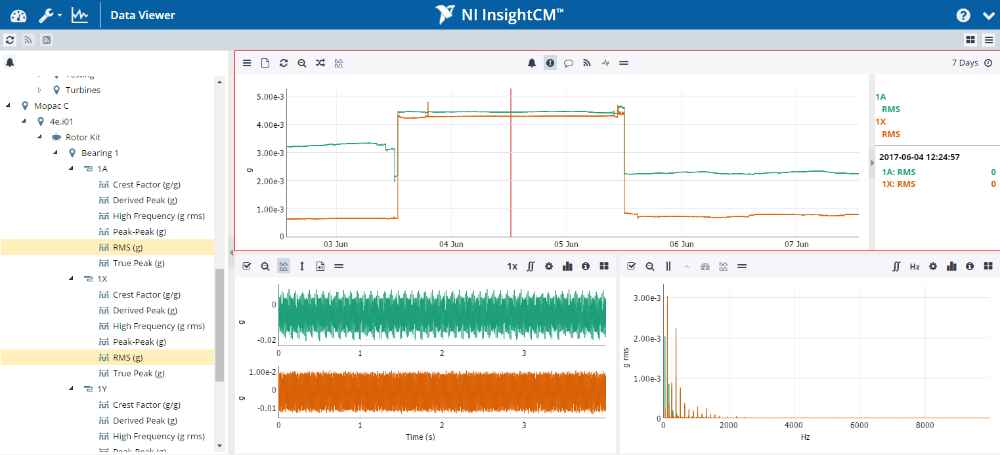 Data Viewer
NI InsightCM™
?
7 Days
Testing
Turbines
Mopac C
4e.i01
Rotor Kit
Bearing 1
1A
Crest Factor (g/g)
Derived Peak (g)
High Frequency (g rms)
Peak-Peak (g)
RMS (g)
True Peak (g)
1X
Crest Factor (g/g)
Derived Peak (g)
High Frequency (g rms)
Peak-Peak (g)
RMS (g)
True Peak (g)
1Y
Crest Factor (g/g)
Derived Peak (g)
High Frequency (g rms)
Peak-Peak (g)
5.00e-3
4.00e-3
3.00e-3
2.00e-3
1.00e-3
0
g
03 Jun 04 Jun 05 Jun 06 Jun 07 Jun
1A
RMS
1X
RMS
2017-06-04 12:24:57
1A: RMS 0
1X: RMS 0
1x
0
-0.02
g
0 1 2 3
1.00e-2
0
-0.01
g
0 1 2 3
Time (s)
Hz
3.00e-3
2.00e-3
1.00e-3
0
g rms
0 2000 4000 6000 8000
Hz